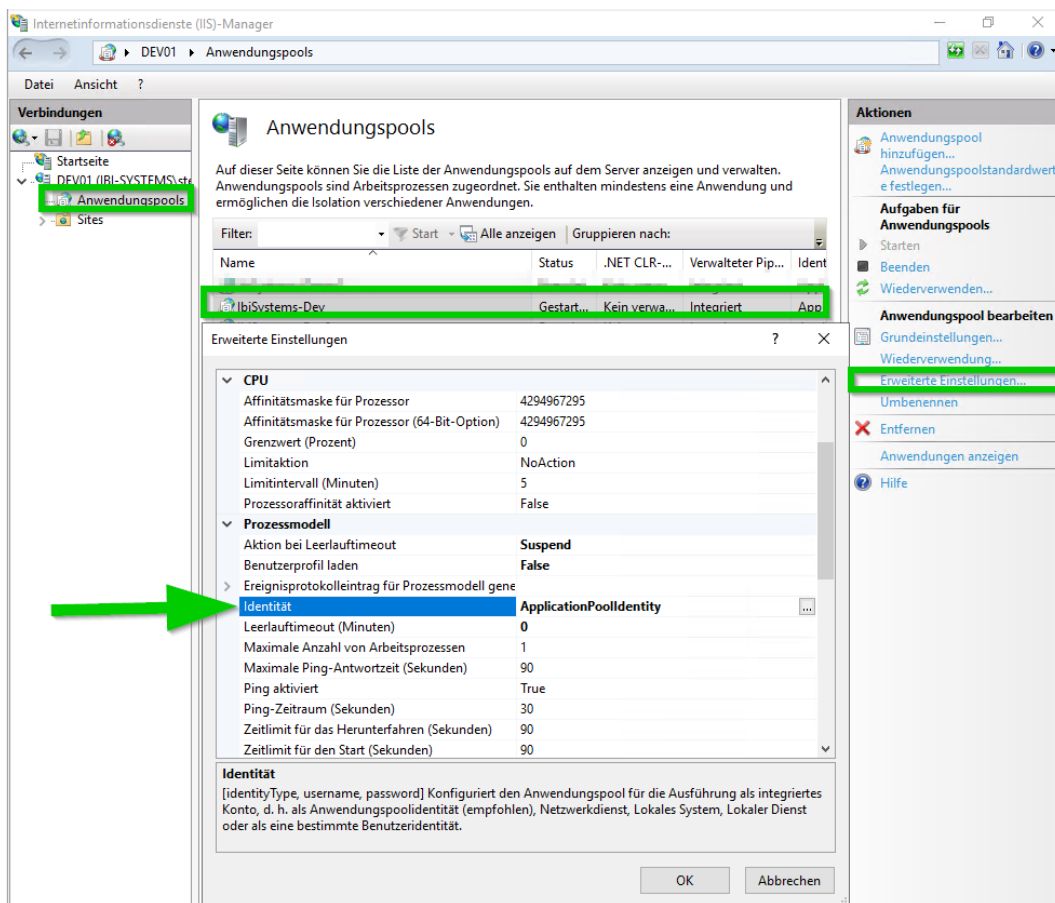 Internetinformationsdienste (IIS)-Manager
DEV01 Anwendungspools
Datei Ansicht ?
Verbindungen
Startseite
DEV01 (IBI-SYSTEMS\ste
Anwendungspools
Sites
Anwendungspools
Auf dieser Seite können Sie die Liste der Anwendungspools auf dem Server anzeigen und verwalten.
Anwendungspools sind Arbeitsprozessen zugeordnet. Sie enthalten mindestens eine Anwendung und
ermöglichen die Isolation verschiedener Anwendungen.
Filter: Start Alle anzeigen Gruppieren nach:
Name Status .NET CLR-... Verwalteter Pip... Ident
IbiSystems-Dev Gestart... Kein verwa... Integriert App
Erweiterte Einstellungen ?
CPU
Affinitätsmaske für Prozessor 4294967295
Affinitätsmaske für Prozessor (64-Bit-Option) 4294967295
Grenzwert (Prozent) 0
Limitaktion NoAction
Limitintervall (Minuten) 5
Prozessoraffinität aktiviert False
Prozessmodell
Aktion bei Leerlauftimeout Suspend
Benutzerprofil laden False
Ereignisprotokolleintrag für Prozessmodell gene
Identität ApplicationPoolIdentity ...
Leerlauftimeout (Minuten) 0
Maximale Anzahl von Arbeitsprozessen 1
Maximale Ping-Antwortzeit (Sekunden) 90
Ping aktiviert True
Ping-Zeitraum (Sekunden) 30
Zeitlimit für das Herunterfahren (Sekunden) 90
Zeitlimit für den Start (Sekunden) 90
Identität
[identityType, username, password] Konfiguriert den Anwendungspool für die Ausführung als integriertes
Konto, d. h. als Anwendungspoolidentität (empfohlen), Netzwerkdienst, Lokales System, Lokaler Dienst
oder als eine bestimmte Benutzeridentität.
OK Abbrechen
Aktionen
Anwendungspool
hinzufügen...
Anwendungspoolstandardwert
e festlegen...
Aufgaben für
Anwendungspools
Starten
Beenden
Wiederverwenden...
Anwendungspool bearbeiten
Grundeinstellungen...
Wiederverwendung...
Erweiterte Einstellungen...
Umbenennen
Entfernen
Anwendungen anzeigen
Hilfe